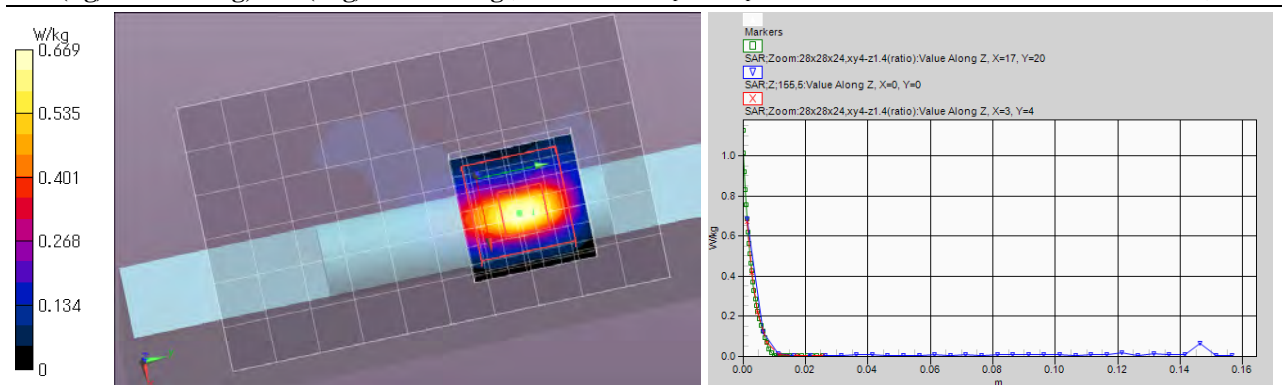 W/kg
0.669
0.535
0.401
0.268
0.134
0
Markers
SAR;Zoom:28x28x24,xy4-z1.4(ratio):Value Along Z, X=17, Y=20
SAR;Z;155,5:Value Along Z, X=0, Y=0
SAR;Zoom:28x28x24,xy4-z1.4(ratio):Value Along Z, X=3, Y=4
W/kg
1.0
0.8
0.6
0.4
0.2
0.0
0.00 0.02 0.04 0.06 0.08 0.10 0.12 0.14 0.16
m